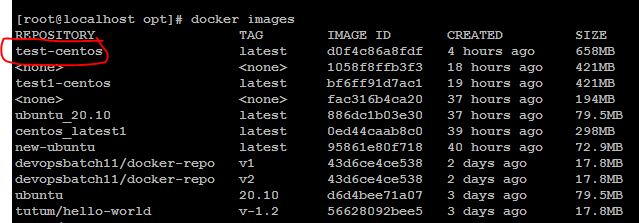 [root@localhost opt]# docker images
REPOSITORY TAG IMAGE ID CREATED SIZE
test-centos latest d0f4c86a8fdf 4 hours ago 658MB
<none> <none> 1058f8ffb3f3 18 hours ago 421MB
test1-centos latest bf6ff91d7ac1 19 hours ago 421MB
<none> <none> fac316b4ca20 37 hours ago 194MB
ubuntu_20.10 latest 886dc1b03e30 37 hours ago 79.5MB
centos_latest1 latest 0ed44caab8c0 39 hours ago 298MB
new-ubuntu latest 95861e80f718 40 hours ago 72.9MB
devopsbatch11/docker-repo v1 43d6ce4ce538 2 days ago 17.8MB
devopsbatch11/docker-repo v2 43d6ce4ce538 2 days ago 17.8MB
ubuntu 20.10 d6d4bee71a07 3 days ago 79.5MB
tutum/hello-world v-1.2 56628092bee5 3 days ago 17.8MB